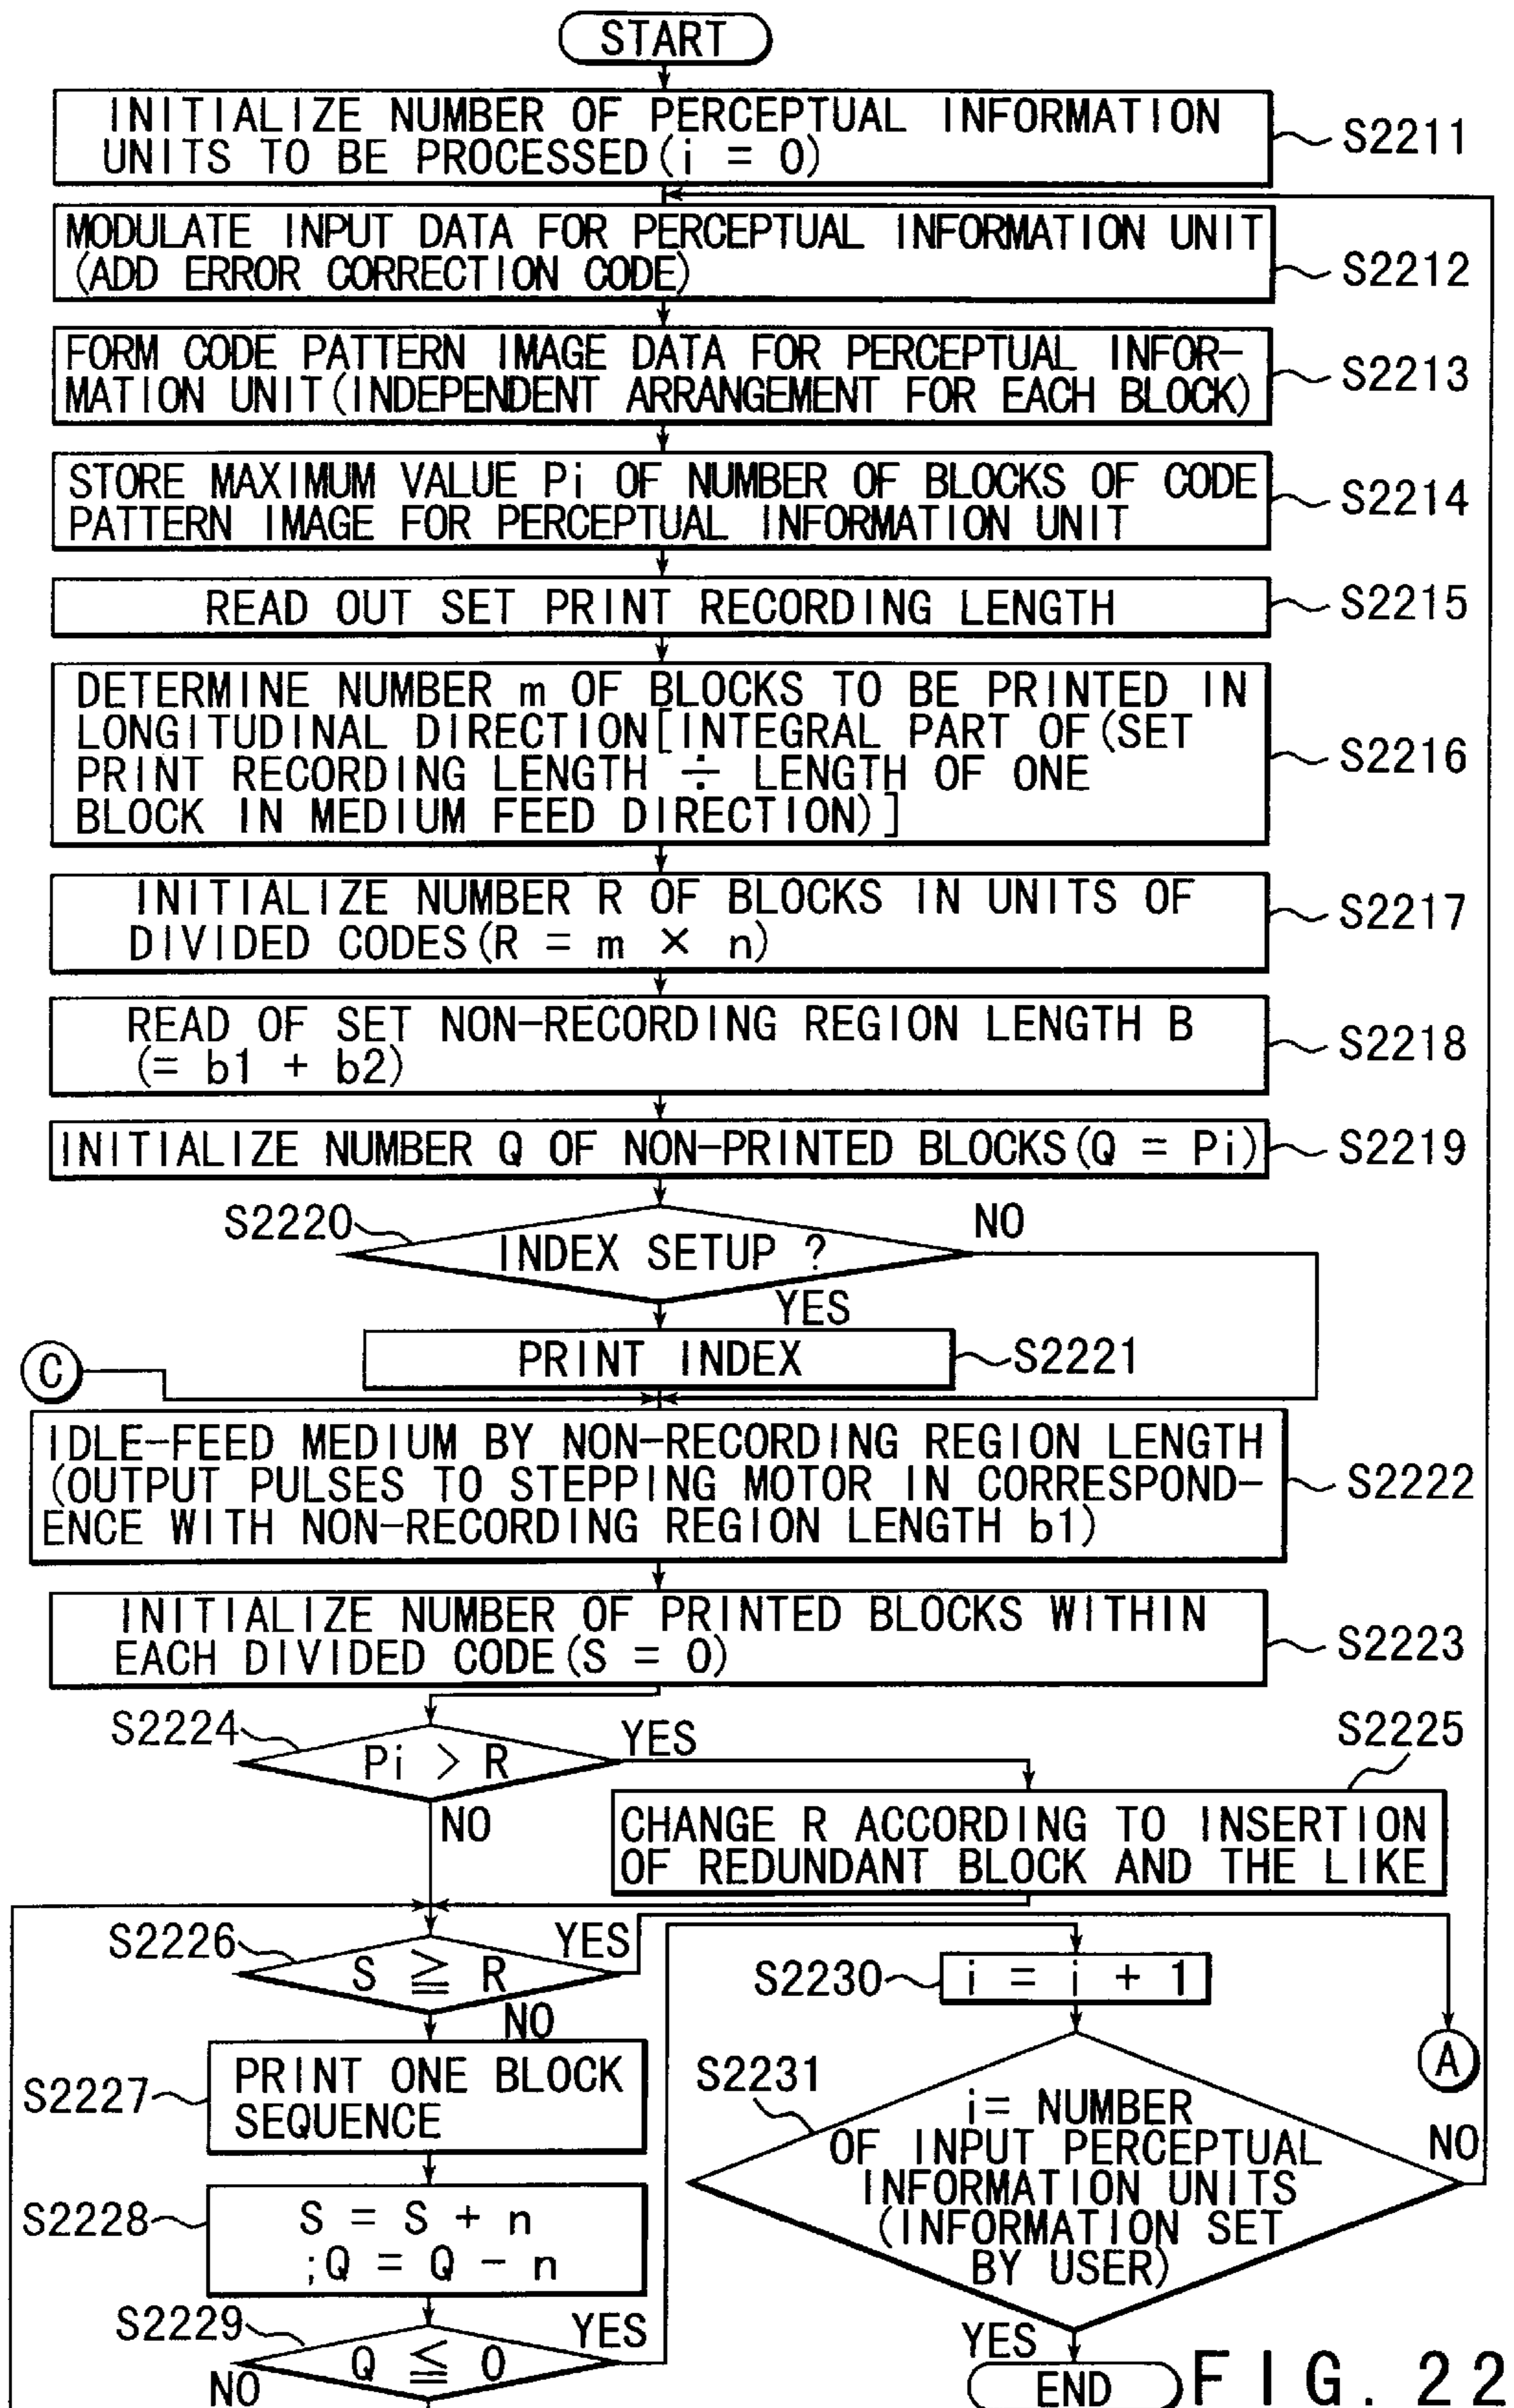 START
INITIALIZE NUMBER OF PERCEPTUAL INFORMATION
UNITS TO BE PROCESSED(i = 0)
S2211
MODULATE INPUT DATA FOR PERCEPTUAL INFORMATION UNIT
(ADD ERROR CORRECTION CODE)
S2212
FORM CODE PATTERN IMAGE DATA FOR PERCEPTUAL INFOR-
MATION UNIT(INDEPENDENT ARRANGEMENT FOR EACH BLOCK)
S2213
STORE MAXIMUM VALUE Pi OF NUMBER OF BLOCKS OF CODE
PATTERN IMAGE FOR PERCEPTUAL INFORMATION UNIT
S2214
READ OUT SET PRINT RECORDING LENGTH
S2215
DETERMINE NUMBER m OF BLOCKS TO BE PRINTED IN
LONGITUDINAL DIRECTION[INTEGRAL PART OF(SET
PRINT RECORDING LENGTH ÷ LENGTH OF ONE
BLOCK IN MEDIUM FEED DIRECTION)]
S2216
INITIALIZE NUMBER R OF BLOCKS IN UNITS OF
DIVIDED CODES(R = m × n)
S2217
READ OF SET NON-RECORDING REGION LENGTH B
(= b1 + b2)
S2218
INITIALIZE NUMBER Q OF NON-PRINTED BLOCKS(Q = Pi)
S2219
S2220
INDEX SETUP ?
NO
YES
PRINT INDEX
S2221
C
IDLE-FEED MEDIUM BY NON-RECORDING REGION LENGTH
(OUTPUT PULSES TO STEPPING MOTOR IN CORRESPOND-
ENCE WITH NON-RECORDING REGION LENGTH b1)
S2222
INITIALIZE NUMBER OF PRINTED BLOCKS WITHIN
EACH DIVIDED CODE(S = 0)
S2223
S2224
Pi > R
YES
NO
S2225
CHANGE R ACCORDING TO INSERTION
OF REDUNDANT BLOCK AND THE LIKE
S2226
S ≧ R
YES
NO
S2227
PRINT ONE BLOCK
SEQUENCE
S2228
S = S + n
;Q = Q − n
S2229
Q ≦ 0
YES
NO
S2230
i = i + 1
A
S2231
i= NUMBER
OF INPUT PERCEPTUAL
INFORMATION UNITS
(INFORMATION SET
BY USER)
NO
YES
END
FIG. 22